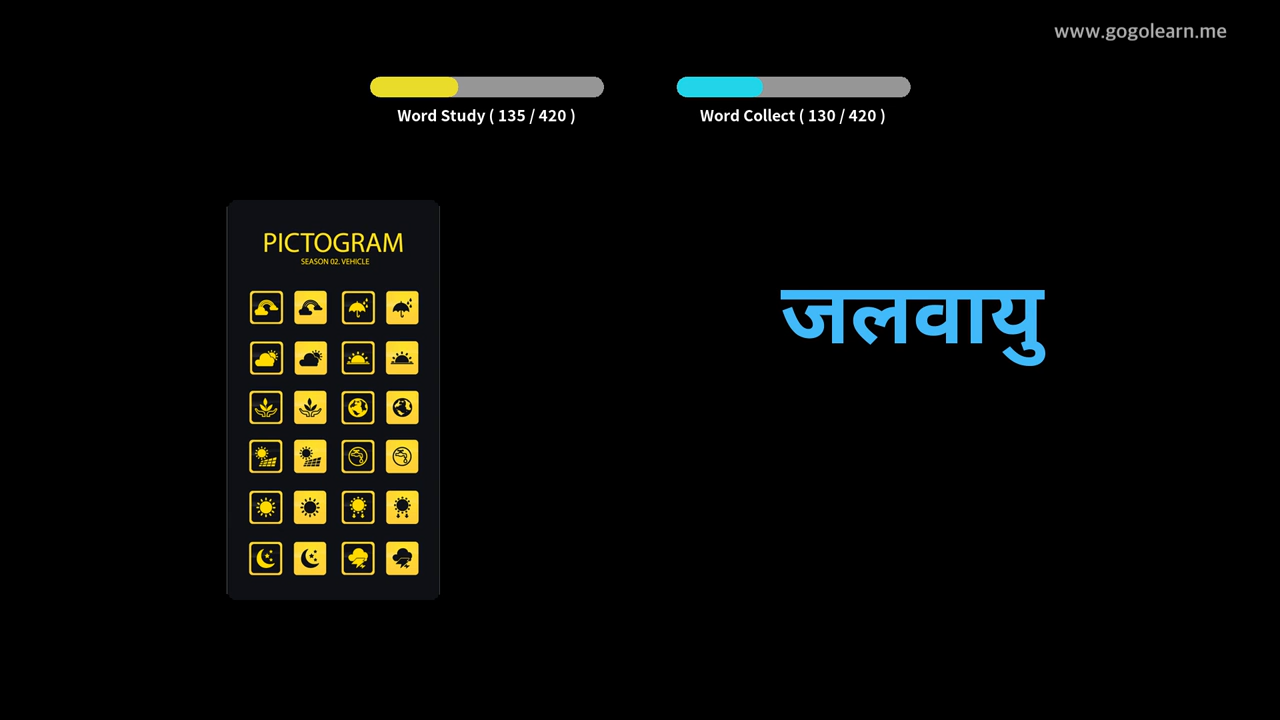 www.gogolearn.me
Word Study ( 135 / 420 )
Word Collect ( 130 / 420 )
PICTOGRAM
SEASON 02. VEHICLE
जलवायु